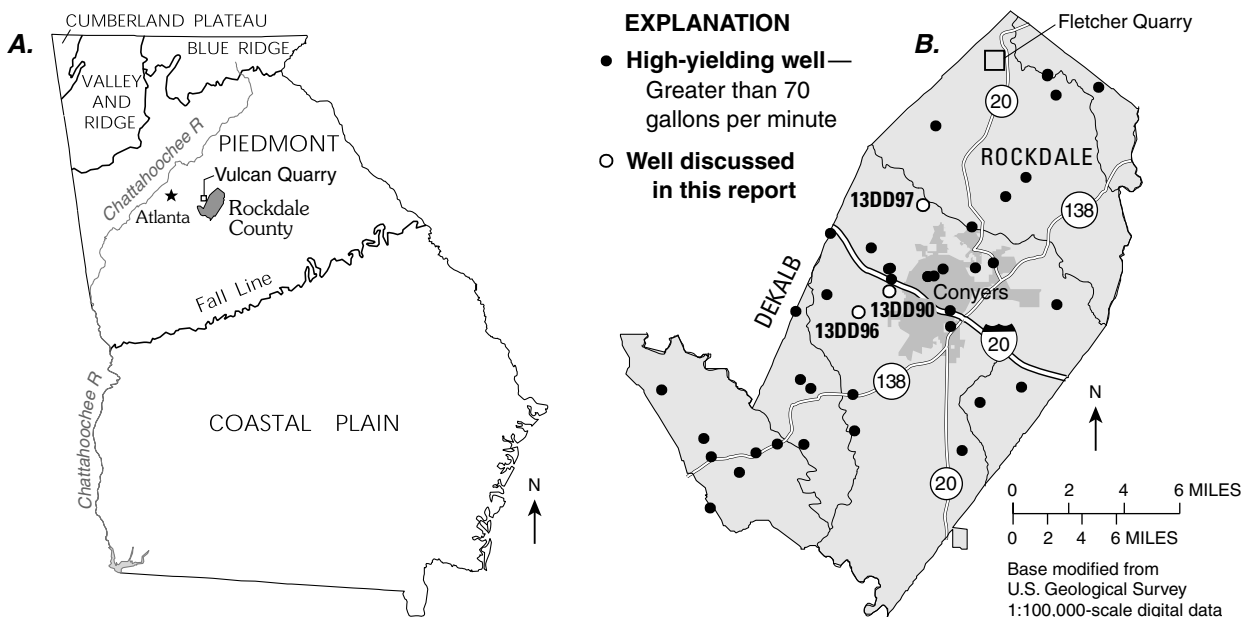 A.
CUMBERLAND PLATEAU
BLUE RIDGE
VALLEY
AND
RIDGE
Chattahoochee R
PIEDMONT
Vulcan Quarry
Atlanta
Rockdale
County
Fall Line
Chattahoochee R
COASTAL PLAIN
N
EXPLANATION
High-yielding well—
Greater than 70
gallons per minute
Well discussed
in this report
B.
Fletcher Quarry
20
ROCKDALE
138
13DD97
DEKALB
Conyers
13DD90
13DD96
20
138
N
20
0 2 4 6 MILES
0 2 4 6 MILES
Base modified from
U.S. Geological Survey
1:100,000-scale digital data